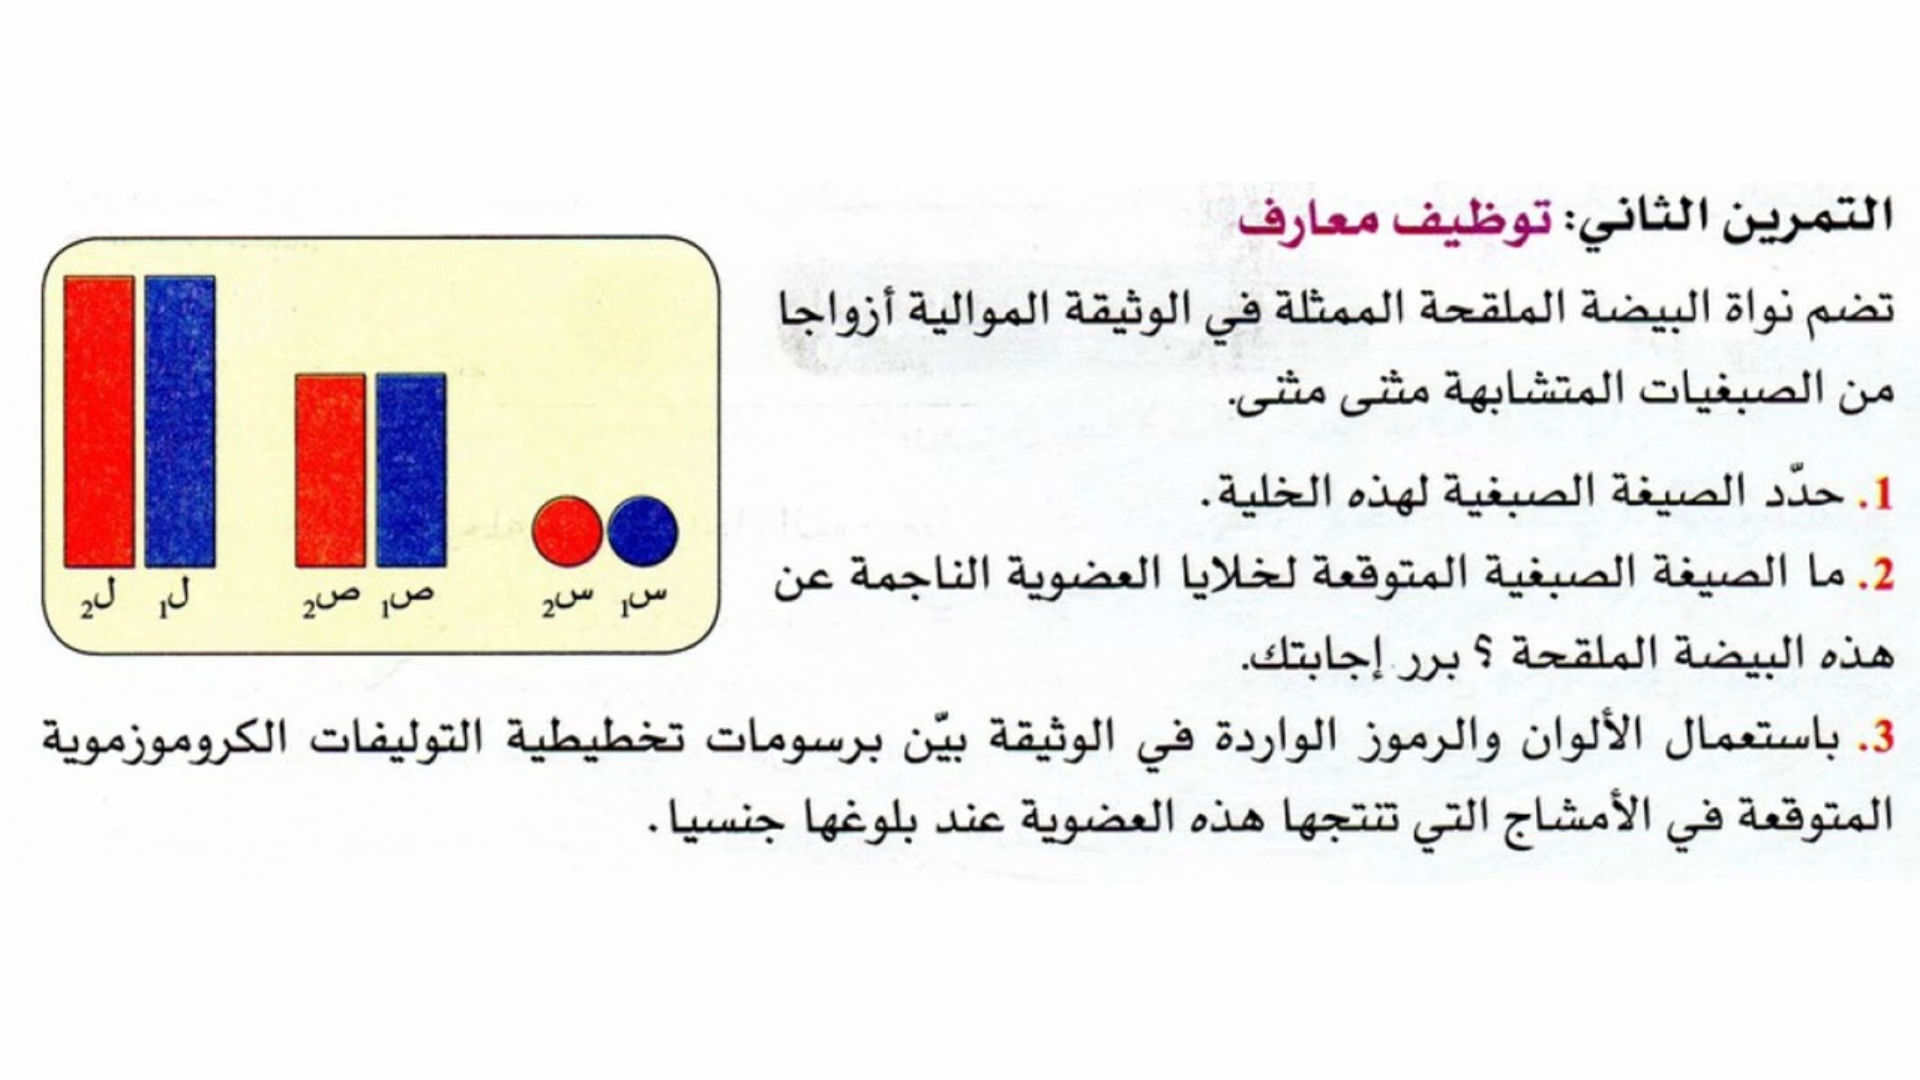 التمرين الثاني: توظيف معارف
تضم نواة البيضة الملقحة الممثلة في الوثيقة الموالية أزواجا
من الصبغيات المتشابهة مثنى مثنى.
1. حدّد الصيغة الصبغية لهذه الخلية.
2. ما الصيغة الصبغية المتوقعة لخلايا العضوية الناجمة عن
هذه البيضة الملقحة ؟ برر إجابتك.
3. باستعمال الألوان والرموز الواردة في الوثيقة بيّن برسومات تخطيطية التوليفات الكروموزموية
المتوقعة في الأمشاج التي تنتجها هذه العضوية عند بلوغها جنسيا.
س1 س2 ص1 ص2 ل1 ل2